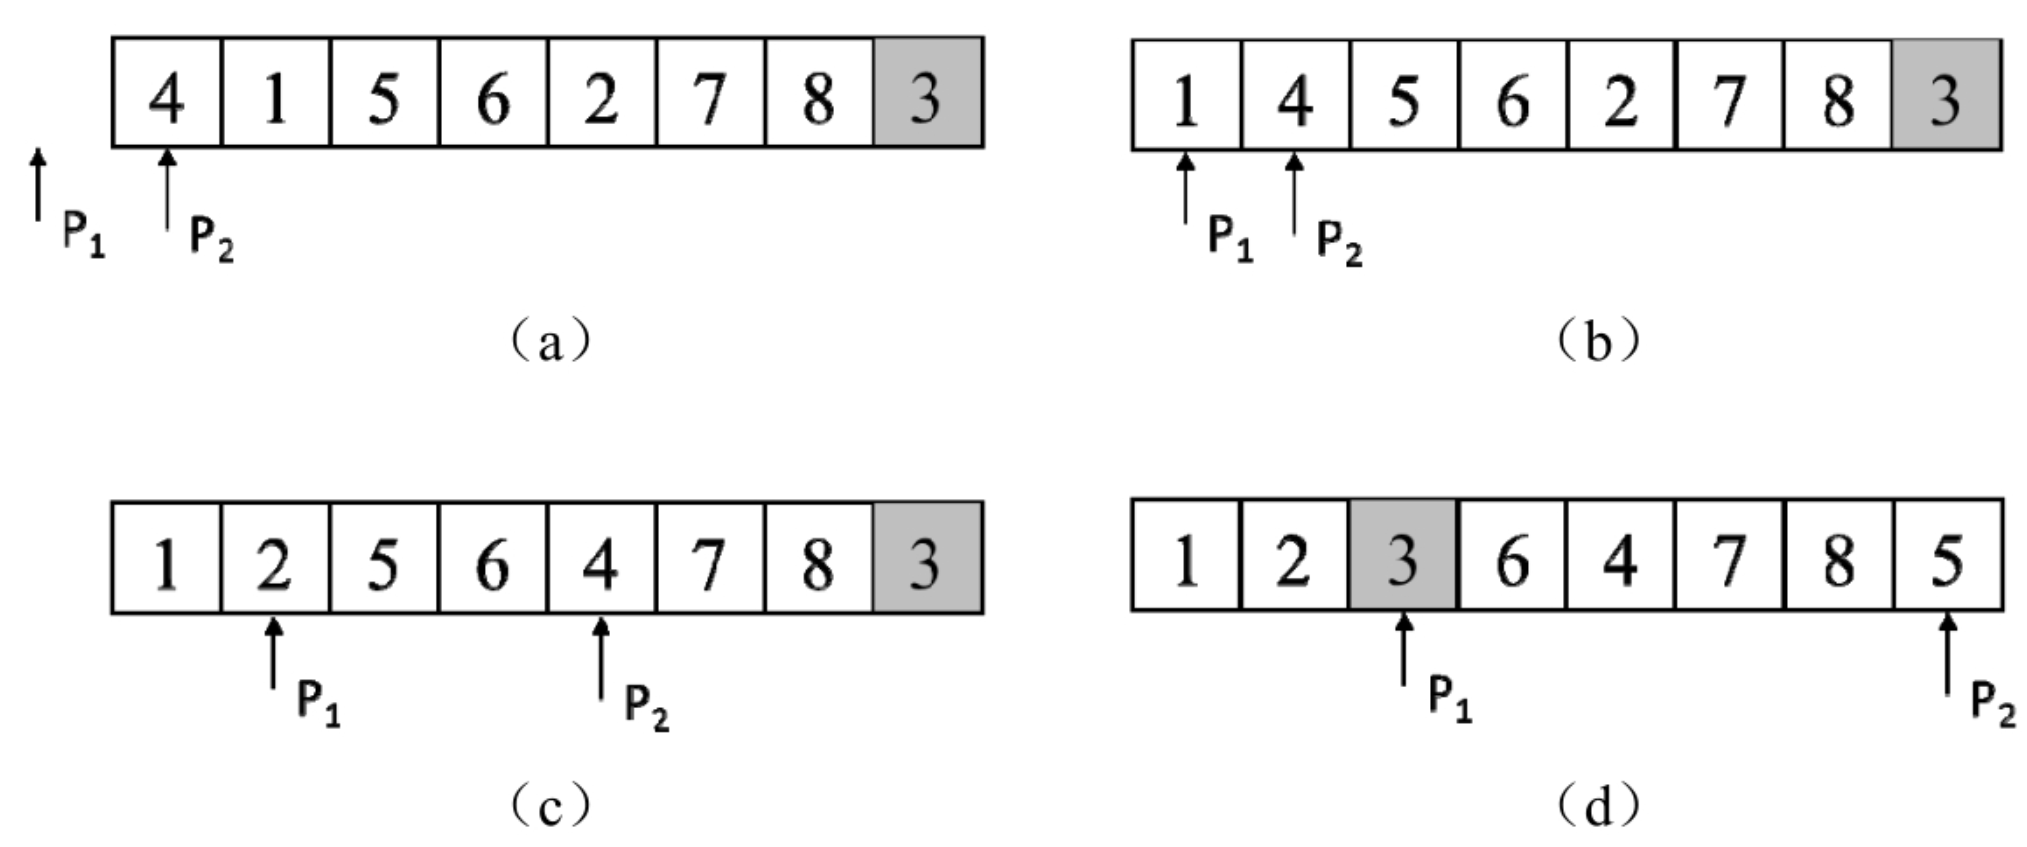 4 1 5 6 2 7 8 3
P1 P2
（a）
1 4 5 6 2 7 8 3
P1 P2
（b）
1 2 5 6 4 7 8 3
P1 P2
（c）
1 2 3 6 4 7 8 5
P1 P2
（d）